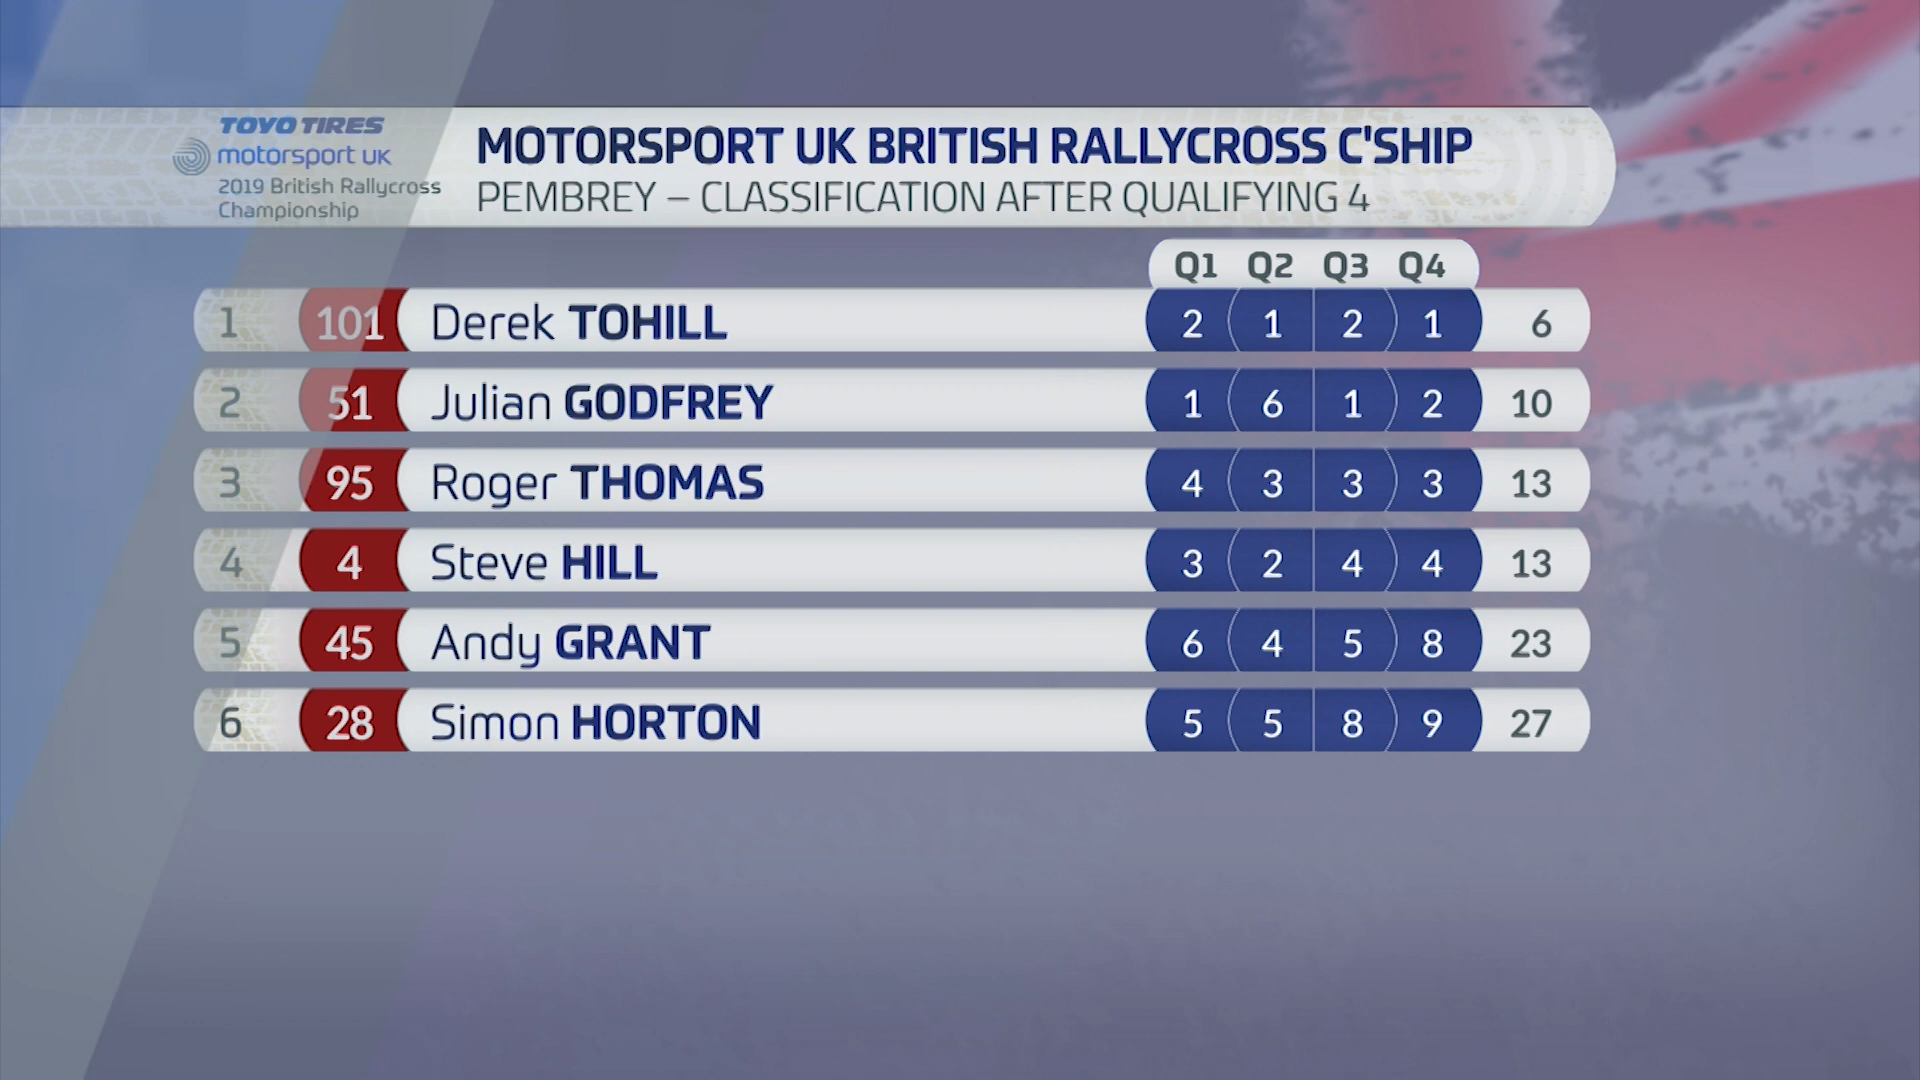 TOYO TIRES
motorsport UK
2019 British Rallycross
Championship
MOTORSPORT UK BRITISH RALLYCROSS C'SHIP
PEMBREY – CLASSIFICATION AFTER QUALIFYING 4
Q1 Q2 Q3 Q4
1 101 Derek TOHILL 2 1 2 1 6
2 51 Julian GODFREY 1 6 1 2 10
3 95 Roger THOMAS 4 3 3 3 13
4 4 Steve HILL 3 2 4 4 13
5 45 Andy GRANT 6 4 5 8 23
6 28 Simon HORTON 5 5 8 9 27